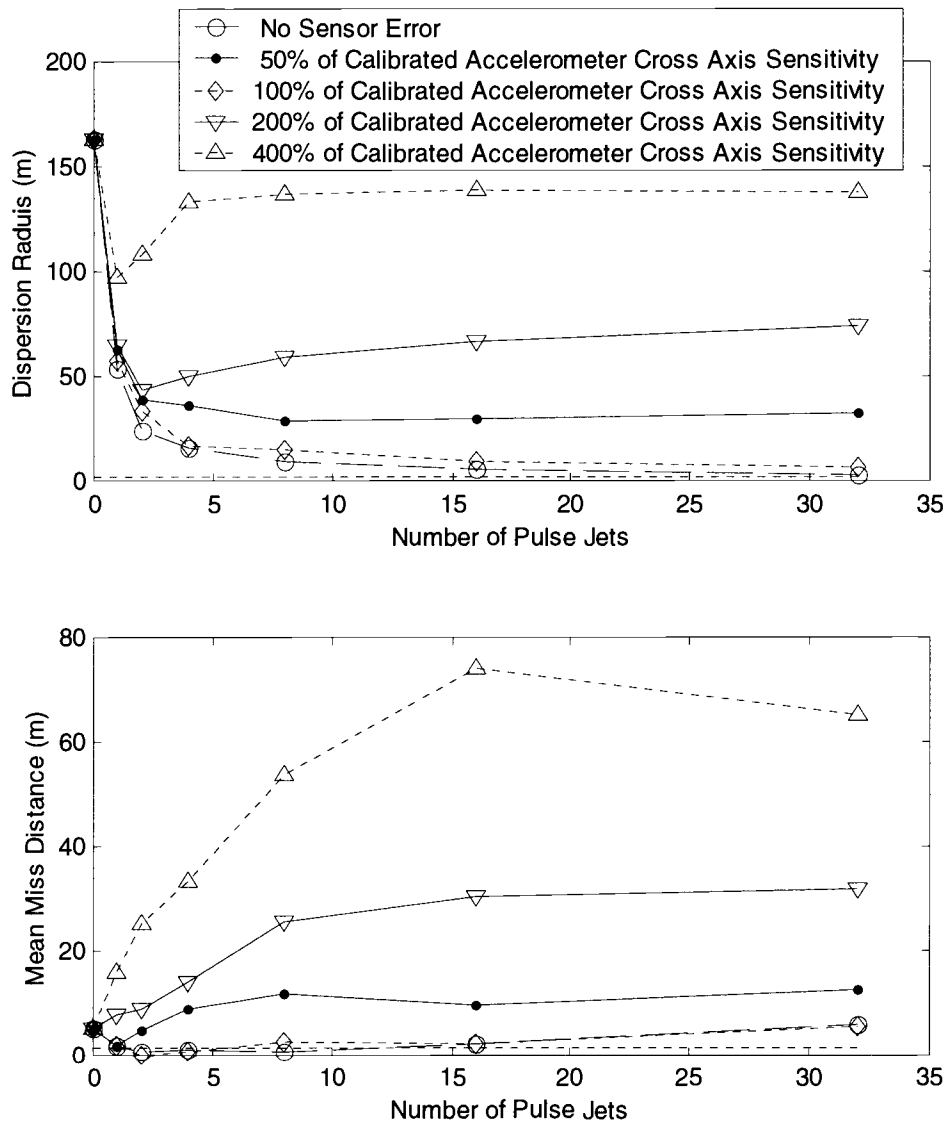 No Sensor Error
50% of Calibrated Accelerometer Cross Axis Sensitivity
100% of Calibrated Accelerometer Cross Axis Sensitivity
200% of Calibrated Accelerometer Cross Axis Sensitivity
400% of Calibrated Accelerometer Cross Axis Sensitivity
200
150
100
50
0
Dispersion Raduis (m)
0 5 10 15 20 25 30 35
Number of Pulse Jets
80
60
40
20
0
Mean Miss Distance (m)
0 5 10 15 20 25 30 35
Number of Pulse Jets